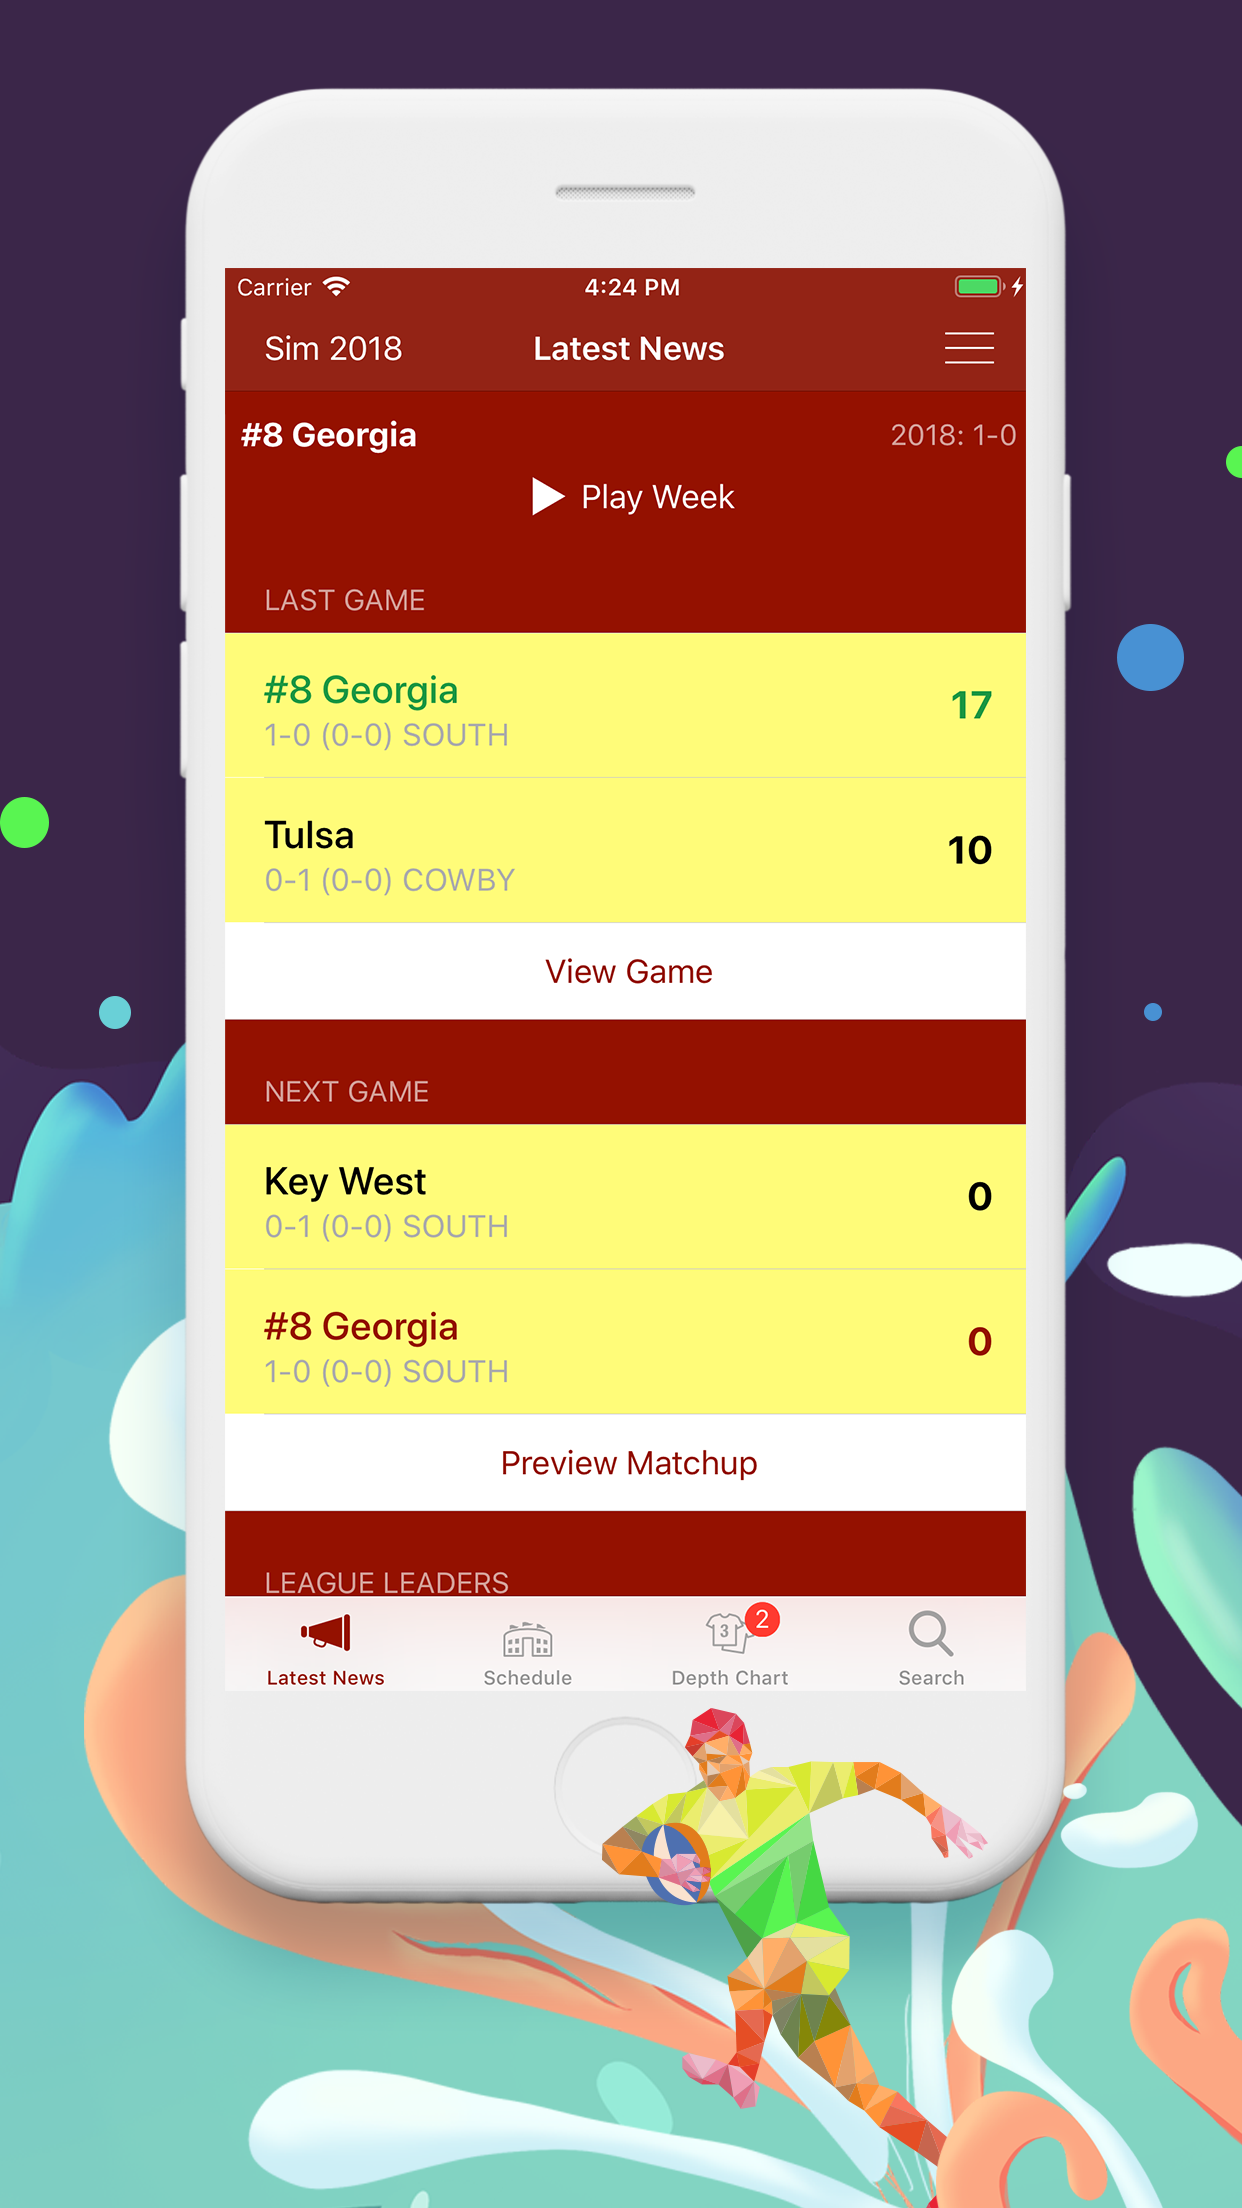 Carrier 4:24 PM
Sim 2018 Latest News
#8 Georgia 2018: 1-0
Play Week
LAST GAME
#8 Georgia 17
1-0 (0-0) SOUTH
Tulsa 10
0-1 (0-0) COWBY
View Game
NEXT GAME
Key West 0
0-1 (0-0) SOUTH
#8 Georgia 0
1-0 (0-0) SOUTH
Preview Matchup
LEAGUE LEADERS
3 2
Latest News Schedule Depth Chart Search